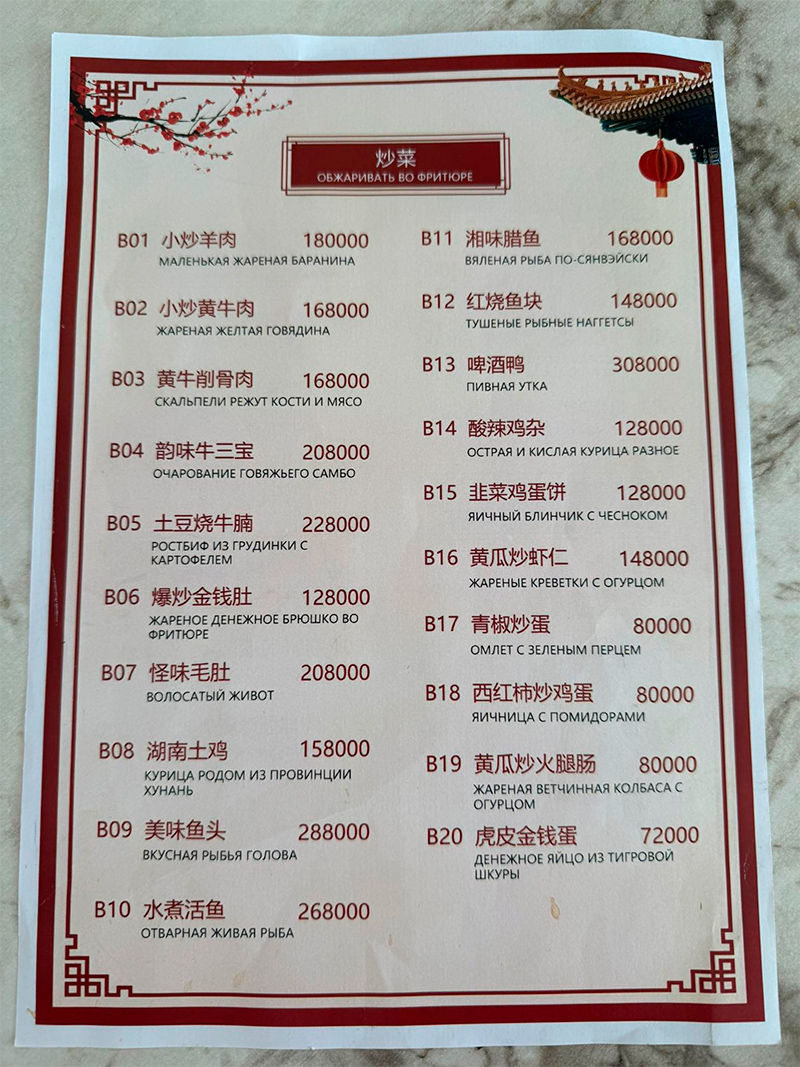 炒菜
ОБЖАРИВАТЬ ВО ФРИТЮРЕ
B01 小炒羊肉 180000
МАЛЕНЬКАЯ ЖАРЕНАЯ БАРАНИНА
B02 小炒黄牛肉 168000
ЖАРЕНАЯ ЖЕЛТАЯ ГОВЯДИНА
B03 黄牛削骨肉 168000
СКАЛЬПЕЛИ РЕЖУТ КОСТИ И МЯСО
B04 韵味牛三宝 208000
ОЧАРОВАНИЕ ГОВЯЖЬЕГО САМБО
B05 土豆烧牛腩 228000
РОСТБИФ ИЗ ГРУДИНКИ С
КАРТОФЕЛЕМ
B06 爆炒金钱肚 128000
ЖАРЕНОЕ ДЕНЕЖНОЕ БРЮШКО ВО
ФРИТЮРЕ
B07 怪味毛肚 208000
ВОЛОСАТЫЙ ЖИВОТ
B08 湖南土鸡 158000
КУРИЦА РОДОМ ИЗ ПРОВИНЦИИ
ХУНАНЬ
B09 美味鱼头 288000
ВКУСНАЯ РЫБЬЯ ГОЛОВА
B10 水煮活鱼 268000
ОТВАРНАЯ ЖИВАЯ РЫБА
B11 湘味腊鱼 168000
ВЯЛЕНАЯ РЫБА ПО-СЯНВЭЙСКИ
B12 红烧鱼块 148000
ТУШЕНЫЕ РЫБНЫЕ НАГГЕТСЫ
B13 啤酒鸭 308000
ПИВНАЯ УТКА
B14 酸辣鸡杂 128000
ОСТРАЯ И КИСЛАЯ КУРИЦА РАЗНОЕ
B15 韭菜鸡蛋饼 128000
ЯИЧНЫЙ БЛИНЧИК С ЧЕСНОКОМ
B16 黄瓜炒虾仁 148000
ЖАРЕНЫЕ КРЕВЕТКИ С ОГУРЦОМ
B17 青椒炒蛋 80000
ОМЛЕТ С ЗЕЛЕНЫМ ПЕРЦЕМ
B18 西红柿炒鸡蛋 80000
ЯИЧНИЦА С ПОМИДОРАМИ
B19 黄瓜炒火腿肠 80000
ЖАРЕНАЯ ВЕТЧИННАЯ КОЛБАСА С
ОГУРЦОМ
B20 虎皮金钱蛋 72000
ДЕНЕЖНОЕ ЯЙЦО ИЗ ТИГРОВОЙ
ШКУРЫ